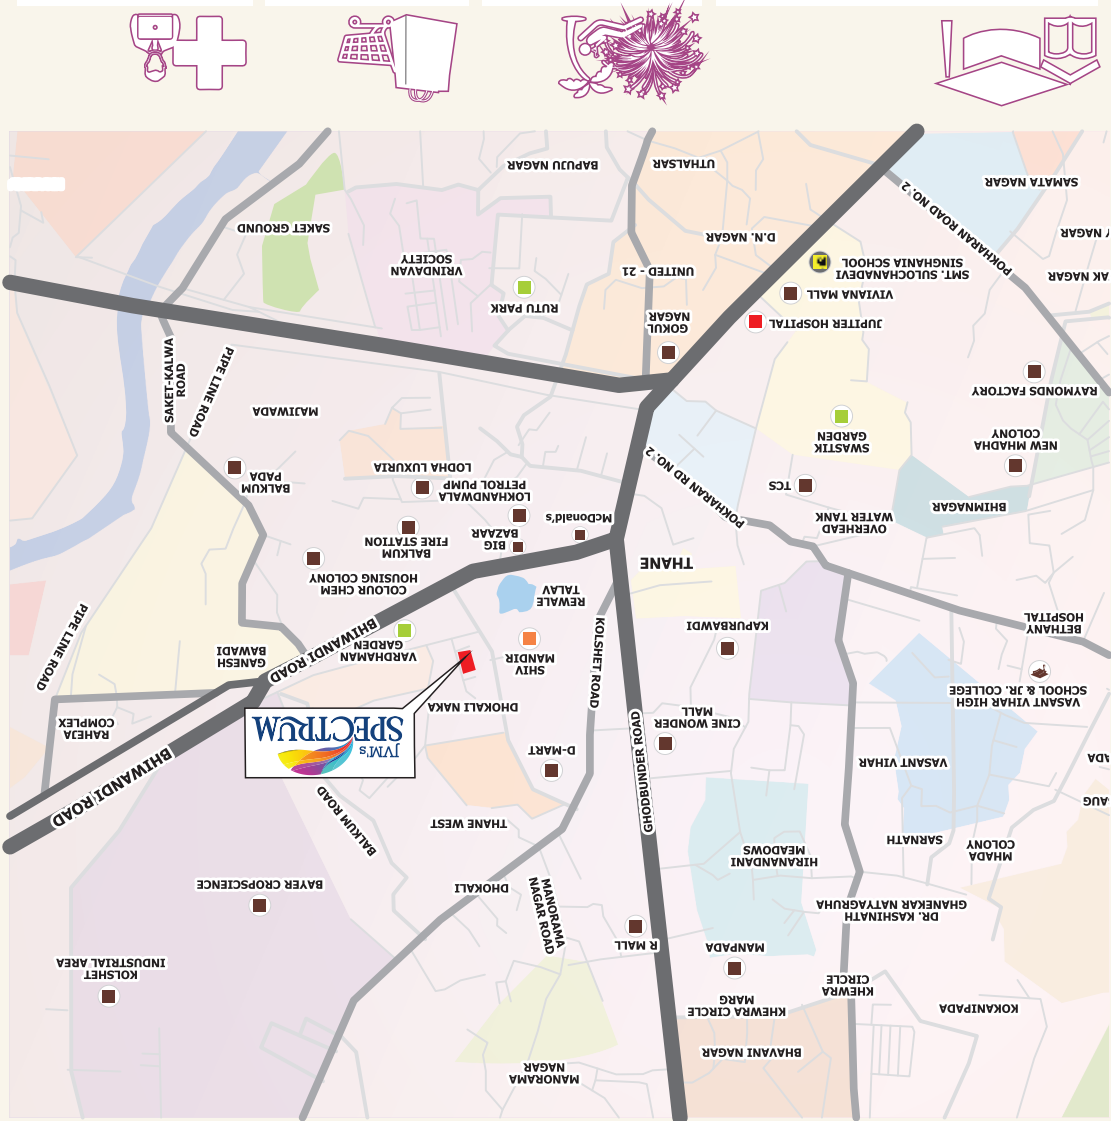 MANORAMA
NAGAR
BHAVANI NAGAR
KHEWRA CIRCLE
MARG
KOKANIPADA
KHEWRA
CIRCLE
MANPADA
R MALL
MANORAMA
NAGAR ROAD
KOLSHET
INDUSTRIAL AREA
DR. KASHINATH
GHANEKAR NATYAGRUHA
DHOKALI
BAYER CROPSCIENCE
MHADA
COLONY
SARNATH
HIRANANDANI
MEADOWS
THANE WEST
BALKUM ROAD
VASANT VIHAR
GHODBUNDER ROAD
D-MART
BHIWANDI ROAD
JVM's
SPECTRUM
CINE WONDER
MALL
DHOKALI NAKA
RAHEJA
COMPLEX
VASANT VIHAR HIGH
SCHOOL & JR. COLLEGE
KOLSHET ROAD
SHIV
MANDIR
VARDHAMAN
GARDEN
BHIWANDI ROAD
GANESH
BAWADI
PIPE LINE ROAD
BETHANY
HOSPITAL
KAPURBAWDI
REWALE
TALAV
COLOUR CHEM
HOUSING COLONY
THANE
BALKUM
FIRE STATION
BIG
BAZAAR
McDonald's
OVERHEAD
WATER TANK
BHIMNAGAR
TCS
POKHARAN RD NO. 2
LOKHANDWALA
PETROL PUMP
LODHA LUXURIA
BALKUM
PADA
NEW MHADHA
COLONY
SWASTIK
GARDEN
MAJIWADA
PIPE LINE ROAD
SAKET-KALWA
ROAD
RAYMONDS FACTORY
JUPITER HOSPITAL
GOKUL
NAGAR
RUTU PARK
VIVIANA MALL
SMT. SULOCHANADEVI
SINGHANIA SCHOOL
UNITED - 21
VRINDAVAN
SOCIETY
D.N. NAGAR
SAKET GROUND
POKHARAN ROAD NO. 2
SAMATA NAGAR
UTHALSAR
BAPUJU NAGAR